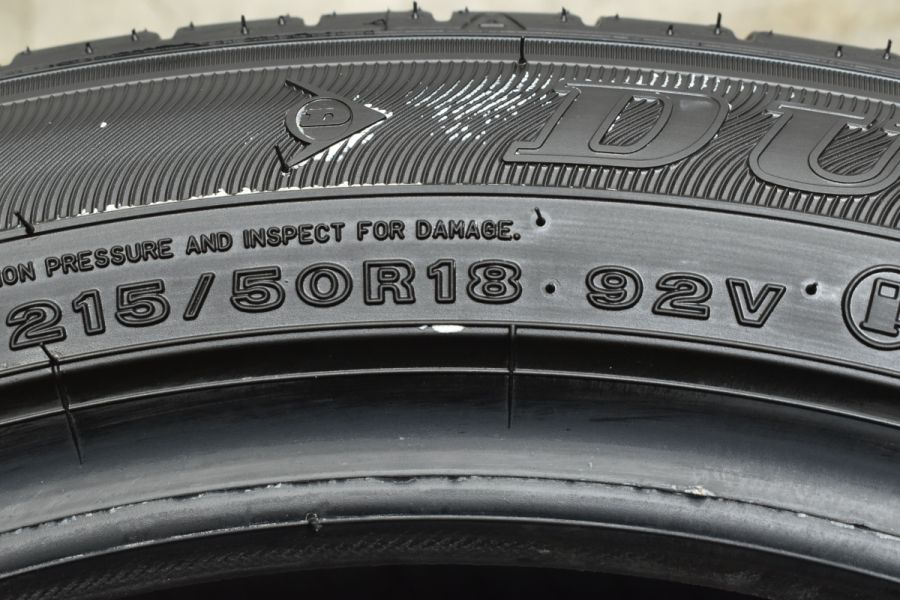 DU
ION PRESSURE AND INSPECT FOR DAMAGE.
215/50R18 92V